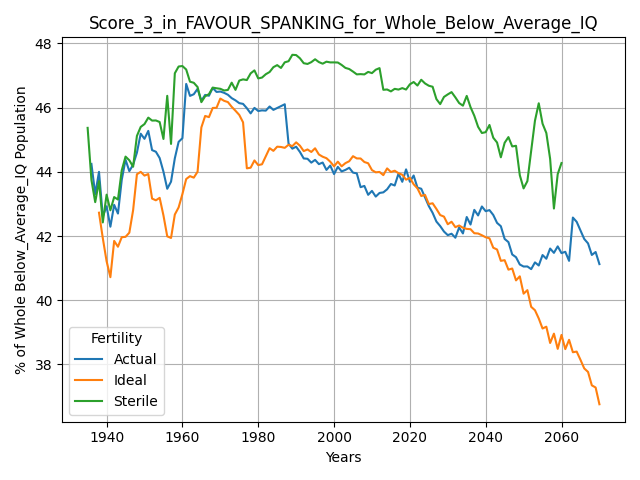 Score_3_in_FAVOUR_SPANKING_for_Whole_Below_Average_IQ
% of Whole Below_Average_IQ Population
48
46
44
42
40
38
Fertility
Actual
Ideal
Sterile
1940
1960
1980
2000
2020
2040
2060
Years